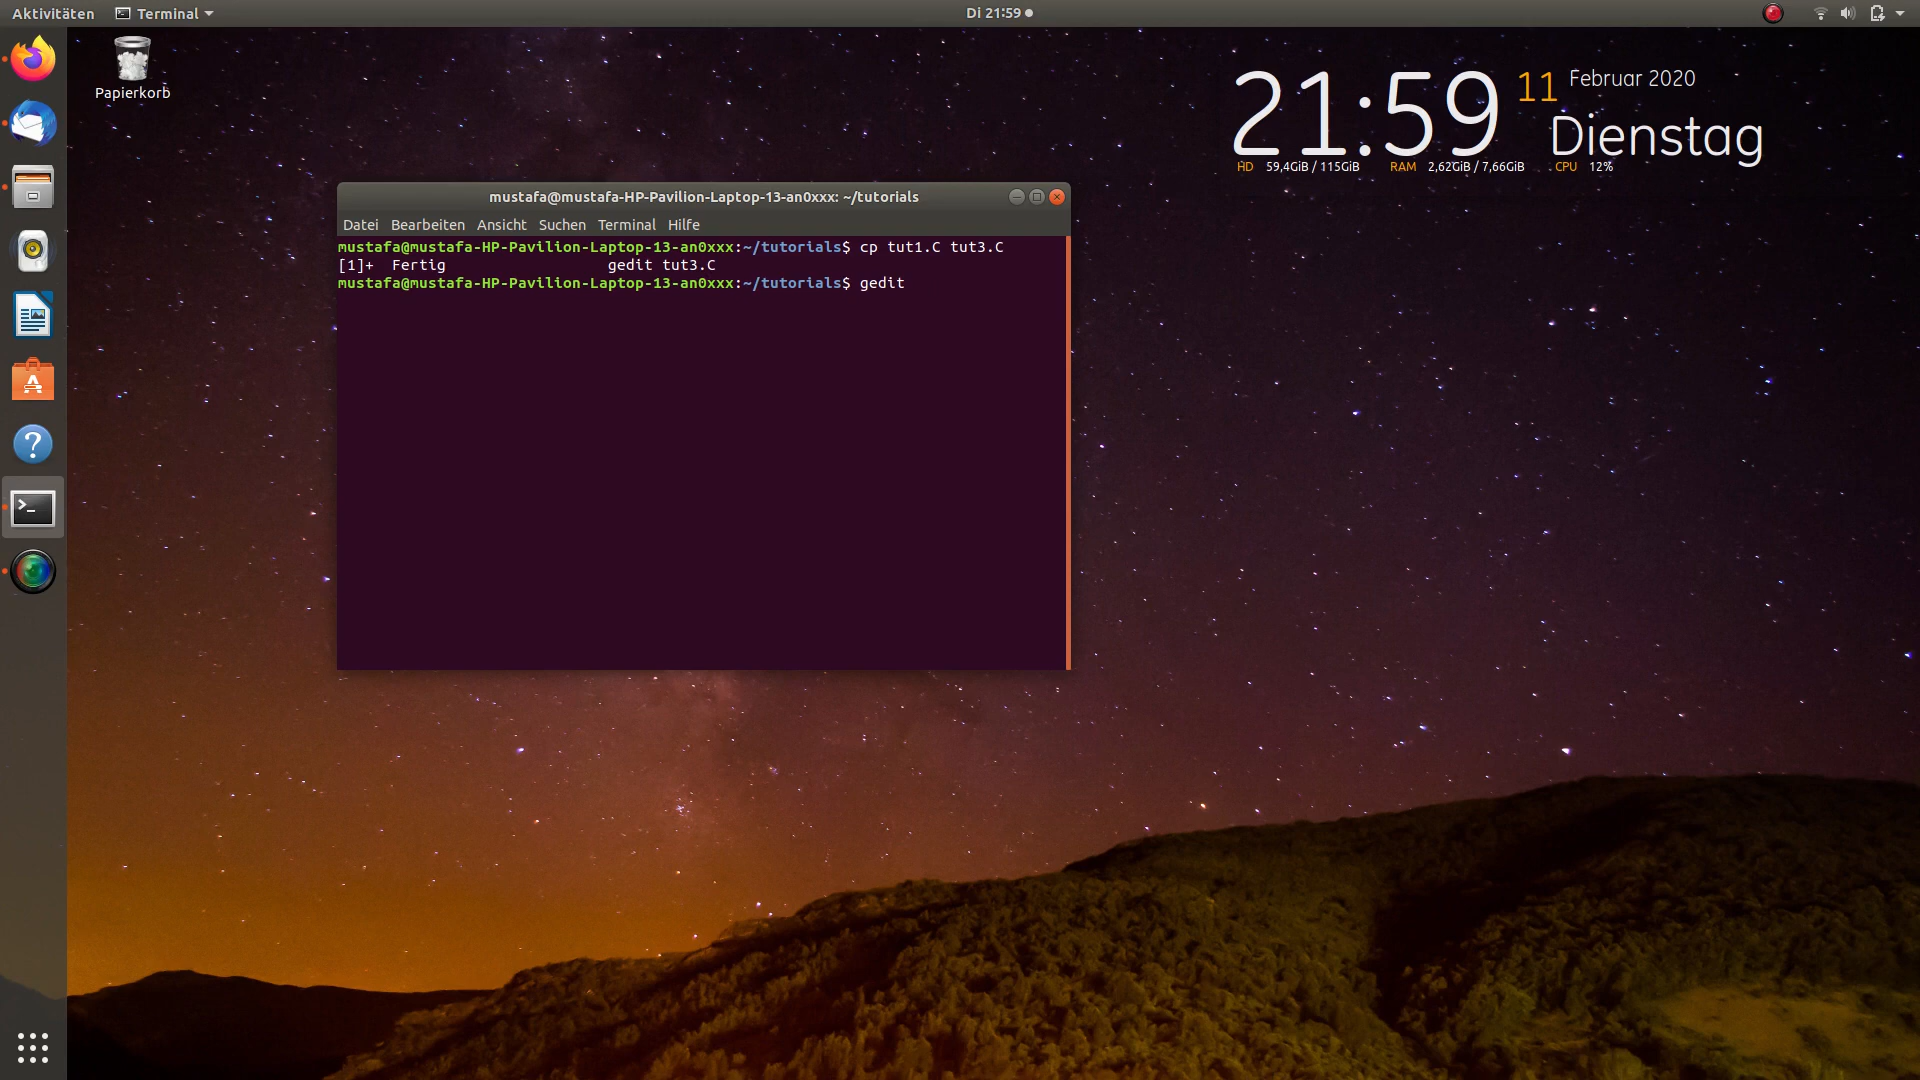 Aktivitäten Terminal Di 21:59
Papierkorb
21:59 11 Februar 2020
Dienstag
HD 59,4GiB / 115GiB RAM 2,62GiB / 7,66GiB CPU 12%
mustafa@mustafa-HP-Pavilion-Laptop-13-an0xxx: ~/tutorials
Datei Bearbeiten Ansicht Suchen Terminal Hilfe
mustafa@mustafa-HP-Pavilion-Laptop-13-an0xxx:~/tutorials$ cp tut1.C tut3.C
[1]+  Fertig                  gedit tut3.C
mustafa@mustafa-HP-Pavilion-Laptop-13-an0xxx:~/tutorials$ gedit